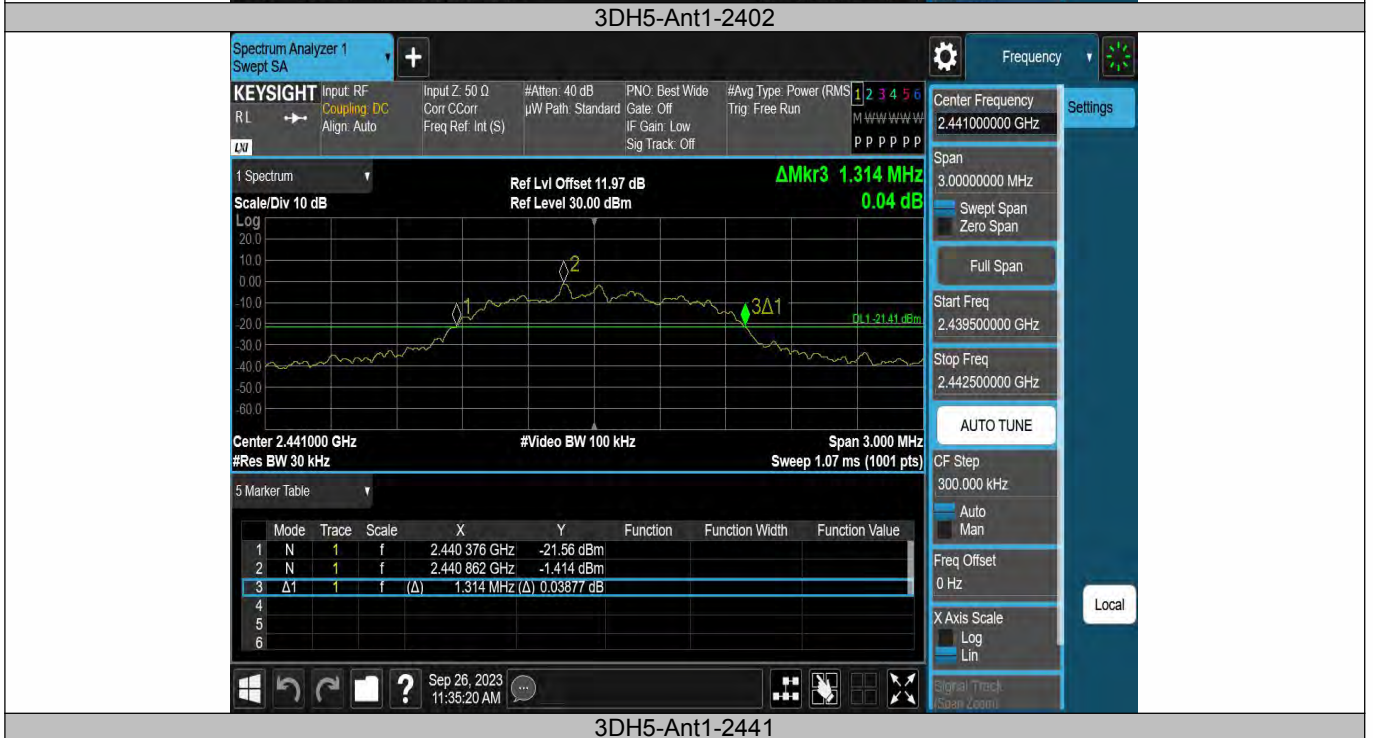 3DH5-Ant1-2402
Spectrum Analyzer 1
Swept SA
+
Frequency
KEYSIGHT
RL
LXI
Input: RF
Coupling: DC
Align: Auto
Input Z: 50 Ω
Corr CCorr
Freq Ref: Int (S)
#Atten: 40 dB
µW Path: Standard
PNO: Best Wide
Gate: Off
IF Gain: Low
Sig Track: Off
#Avg Type: Power (RMS
Trig: Free Run
1 2 3 4 5 6
M W W W W W
P P P P P P
Center Frequency
2.441000000 GHz
Settings
1 Spectrum
Scale/Div 10 dB
Ref Lvl Offset 11.97 dB
Ref Level 30.00 dBm
ΔMkr3 1.314 MHz
0.04 dB
Span
3.00000000 MHz
Swept Span
Zero Span
Full Span
Log
20.0
10.0
0.00
-10.0
-20.0
-30.0
-40.0
-50.0
-60.0
1
2
3Δ1
DL1 -21.41 dBm
Start Freq
2.439500000 GHz
Stop Freq
2.442500000 GHz
AUTO TUNE
Center 2.441000 GHz
#Video BW 100 kHz
Span 3.000 MHz
#Res BW 30 kHz
Sweep 1.07 ms (1001 pts)
CF Step
300.000 kHz
Auto
Man
5 Marker Table
Mode Trace Scale X Y Function Function Width Function Value
1 N 1 f 2.440 376 GHz -21.56 dBm
2 N 1 f 2.440 862 GHz -1.414 dBm
3 Δ1 1 f (Δ) 1.314 MHz (Δ) 0.03877 dB
4
5
6
Freq Offset
0 Hz
X Axis Scale
Log
Lin
Local
Signal Track
(Span Zoom)
?
Sep 26, 2023
11:35:20 AM
3DH5-Ant1-2441